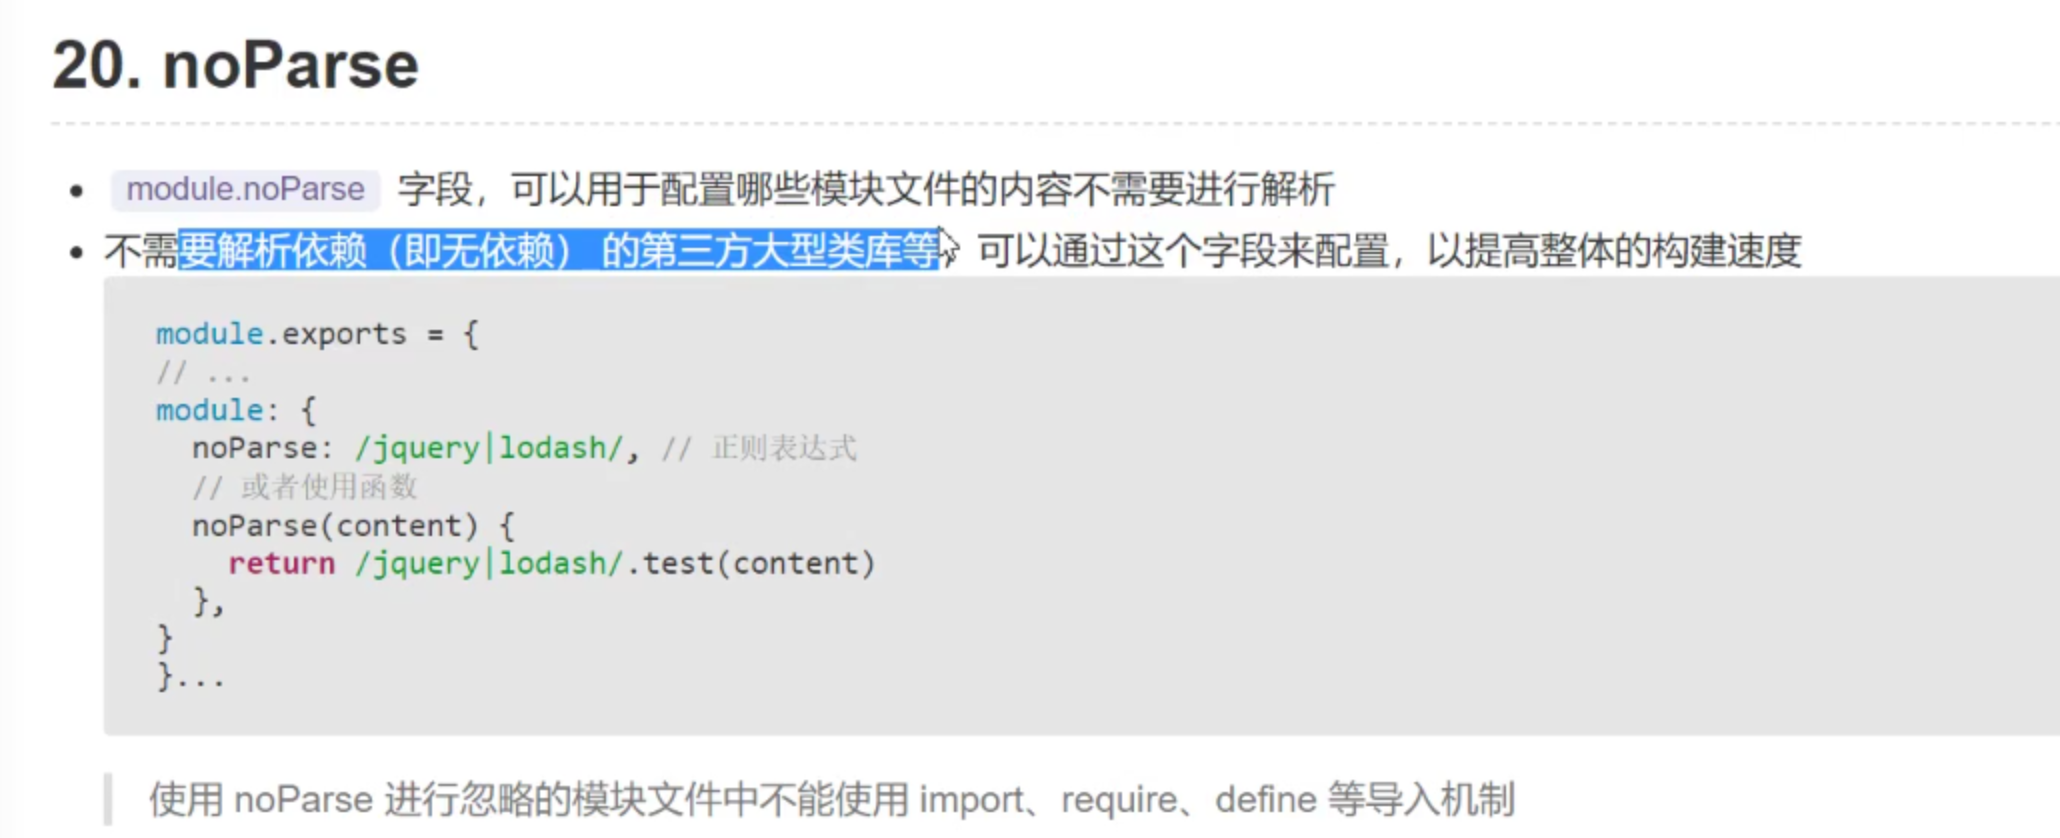 20. noParse
module.noParse 字段，可以用于配置哪些模块文件的内容不需要进行解析
不需要解析依赖（即无依赖） 的第三方大型类库等，可以通过这个字段来配置，以提高整体的构建速度
module.exports = {
// ...
module: {
  noParse: /jquery|lodash/, // 正则表达式
  // 或者使用函数
  noParse(content) {
    return /jquery|lodash/.test(content)
  },
}
}...
使用 noParse 进行忽略的模块文件中不能使用 import、require、define 等导入机制